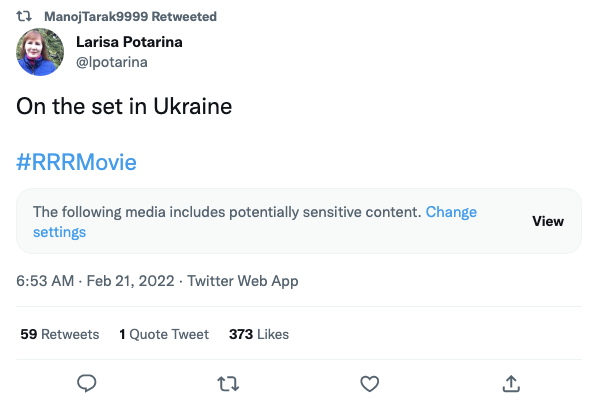 ManojTarak9999 Retweeted
Larisa Potarina
@lpotarina
On the set in Ukraine
#RRRMovie
The following media includes potentially sensitive content. Change
settings
View
6:53 AM · Feb 21, 2022 · Twitter Web App
59 Retweets 1 Quote Tweet 373 Likes